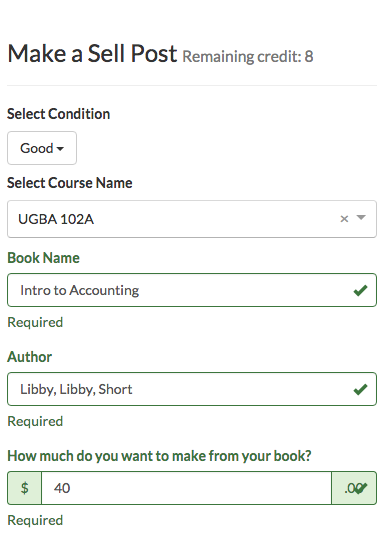 Make a Sell Post Remaining credit: 8
Select Condition
Good
Select Course Name
UGBA 102A ×
Book Name
Intro to Accounting
Required
Author
Libby, Libby, Short
Required
How much do you want to make from your book?
$ 40 .00
Required